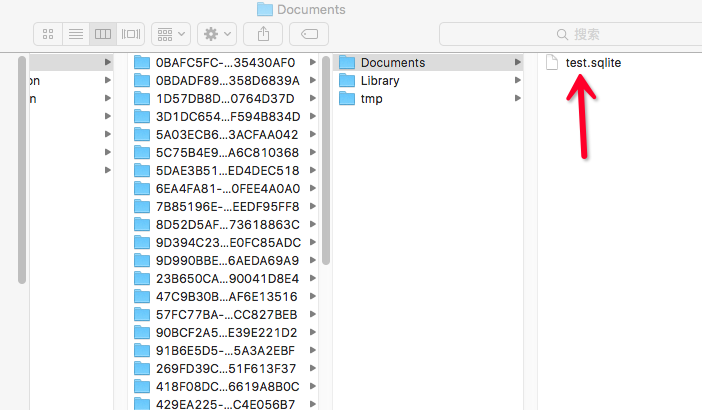 Documents
搜索
on
n
0BAFC5FC-...35430AF0
0BDADF89...358D6839A
1D57DB8D...0764D37D
3D1DC654...F594B834D
5A03ECB6...3ACFAA042
5C75B4E9...A6C810368
5DAE3B51...ED4DEC518
6EA4FA81-...0FEE4A0A0
7B85196E-...EEDF95FF8
8D52D5AF...73618863C
9D394C23...E0FC85ADC
9D990BBE...6AEDA69A9
23B650CA...90041D8E4
47C9B30B...AF6E13516
57FC77BA-...CC827BEB
90BCF2A5...E39E221D2
91B6E5D5-...5A3A2EBF
269FD39C...51F613F37
418F08DC...6619A8B0C
429EA225-...C4E056B7
Documents
Library
tmp
test.sqlite